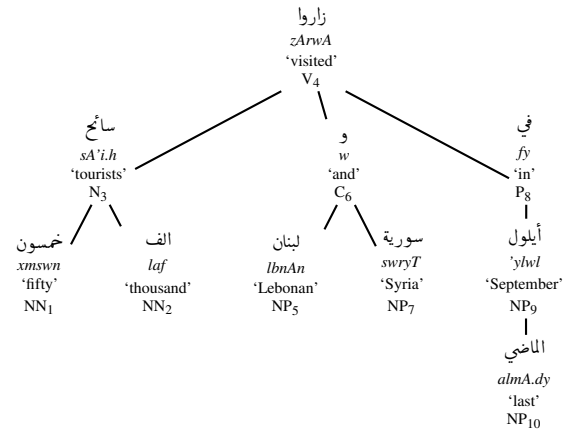 زاروا
zArwA
‘visited’
V4
سائح
sA’i.h
‘tourists’
N3
و
w
‘and’
C6
في
fy
‘in’
P8
خمسون
xmswn
‘fifty’
NN1
الف
laf
‘thousand’
NN2
لبنان
lbnAn
‘Lebonan’
NP5
سورية
swryT
‘Syria’
NP7
أيلول
’ylwl
‘September’
NP9
الماضي
almA.dy
‘last’
NP10